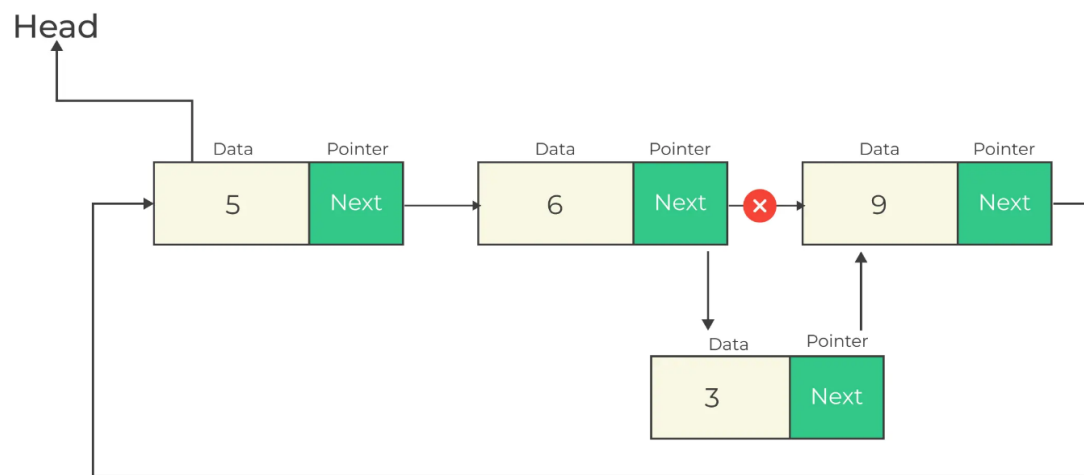 Head
Data Pointer Data Pointer Data Pointer
5 Next 6 Next 9 Next
Data Pointer
3 Next